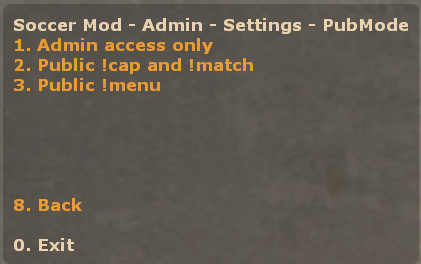 Soccer Mod - Admin - Settings - PubMode
1. Admin access only
2. Public !cap and !match
3. Public !menu
8. Back
0. Exit